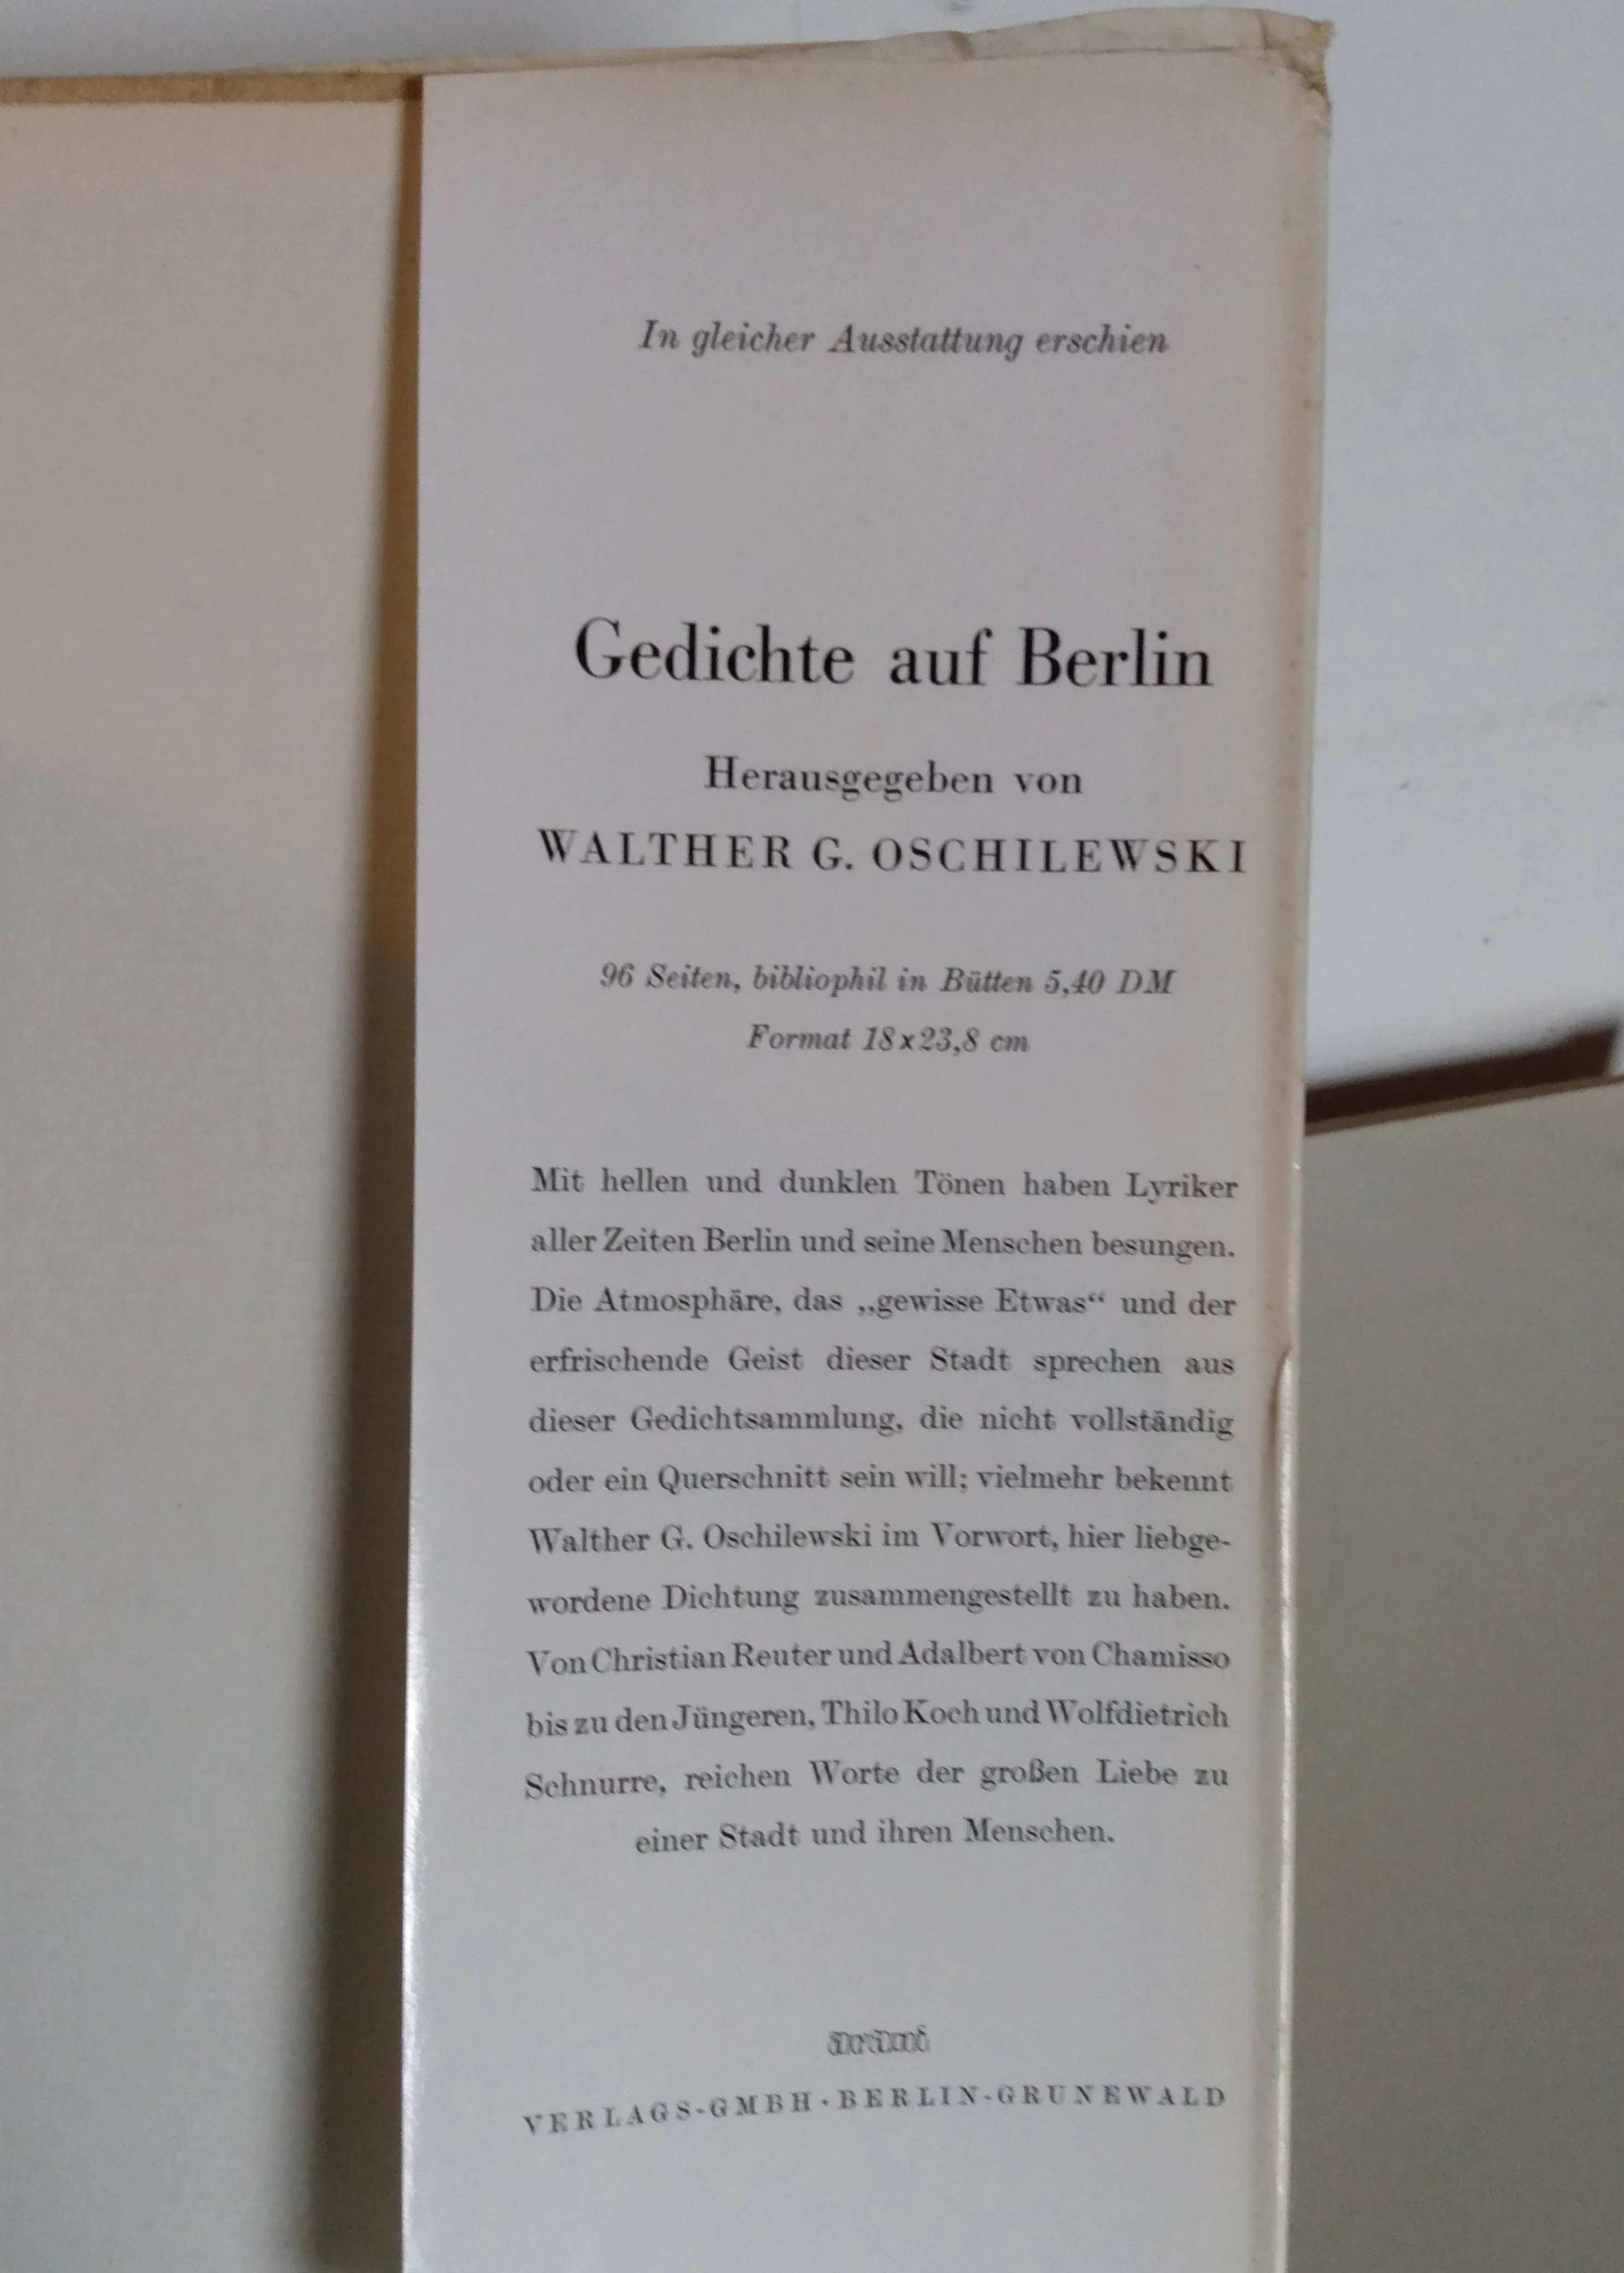 In gleicher Ausstattung erschien
Gedichte auf Berlin
Herausgegeben von
WALTHER G. OSCHILEWSKI
96 Seiten, bibliophil in Bütten 5,40 DM
Format 18x23,8 cm
Mit hellen und dunklen Tönen haben Lyriker
aller Zeiten Berlin und seine Menschen besungen.
Die Atmosphäre, das „gewisse Etwas“ und der
erfrischende Geist dieser Stadt sprechen aus
dieser Gedichtsammlung, die nicht vollständig
oder ein Querschnitt sein will; vielmehr bekennt
Walther G. Oschilewski im Vorwort, hier liebge-
wordene Dichtung zusammengestellt zu haben.
Von Christian Reuter und Adalbert von Chamisso
bis zu den Jüngeren, Thilo Koch und Wolfdietrich
Schnurre, reichen Worte der großen Liebe zu
einer Stadt und ihren Menschen.
arani
VERLAGS-GMBH · BERLIN-GRUNEWALD